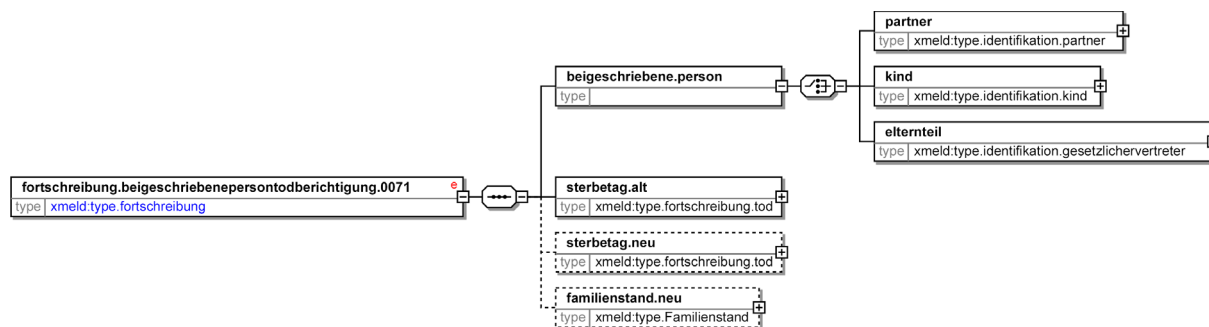 partner
type xmeld:type.identifikation.partner
beigeschriebene.person
type
kind
type xmeld:type.identifikation.kind
elternteil
type xmeld:type.identifikation.gesetzlichervertreter
fortschreibung.beigeschriebenepersontodberichtigung.0071 e
type xmeld:type.fortschreibung
sterbetag.alt
type xmeld:type.fortschreibung.tod
sterbetag.neu
type xmeld:type.fortschreibung.tod
familienstand.neu
type xmeld:type.Familienstand